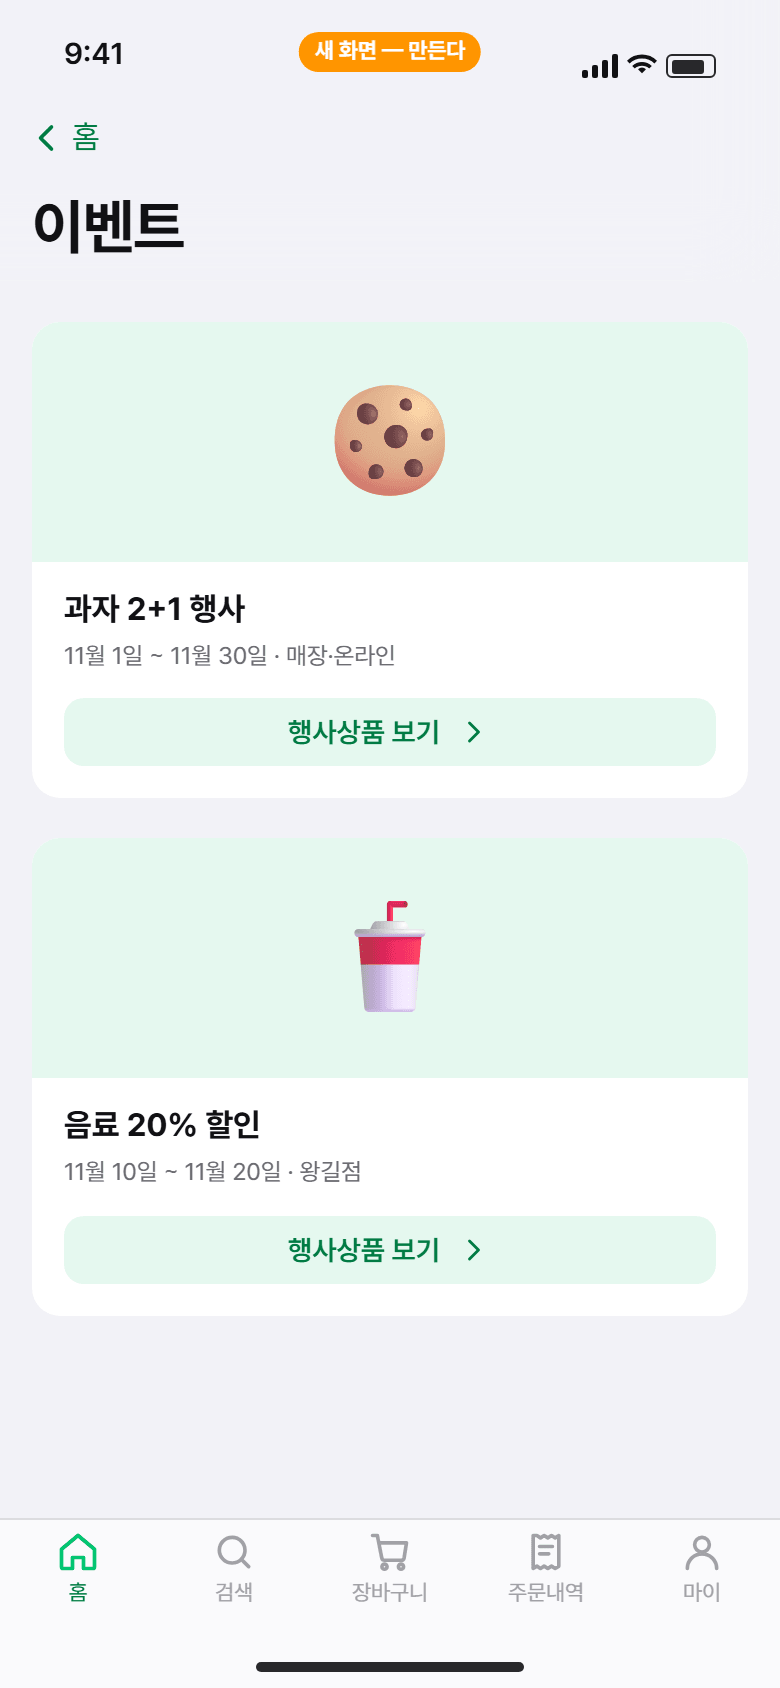 9:41
새 화면 — 만든다
홈
이벤트
과자 2+1 행사
11월 1일 ~ 11월 30일 · 매장·온라인
행사상품 보기
음료 20% 할인
11월 10일 ~ 11월 20일 · 왕길점
행사상품 보기
홈
검색
장바구니
주문내역
마이